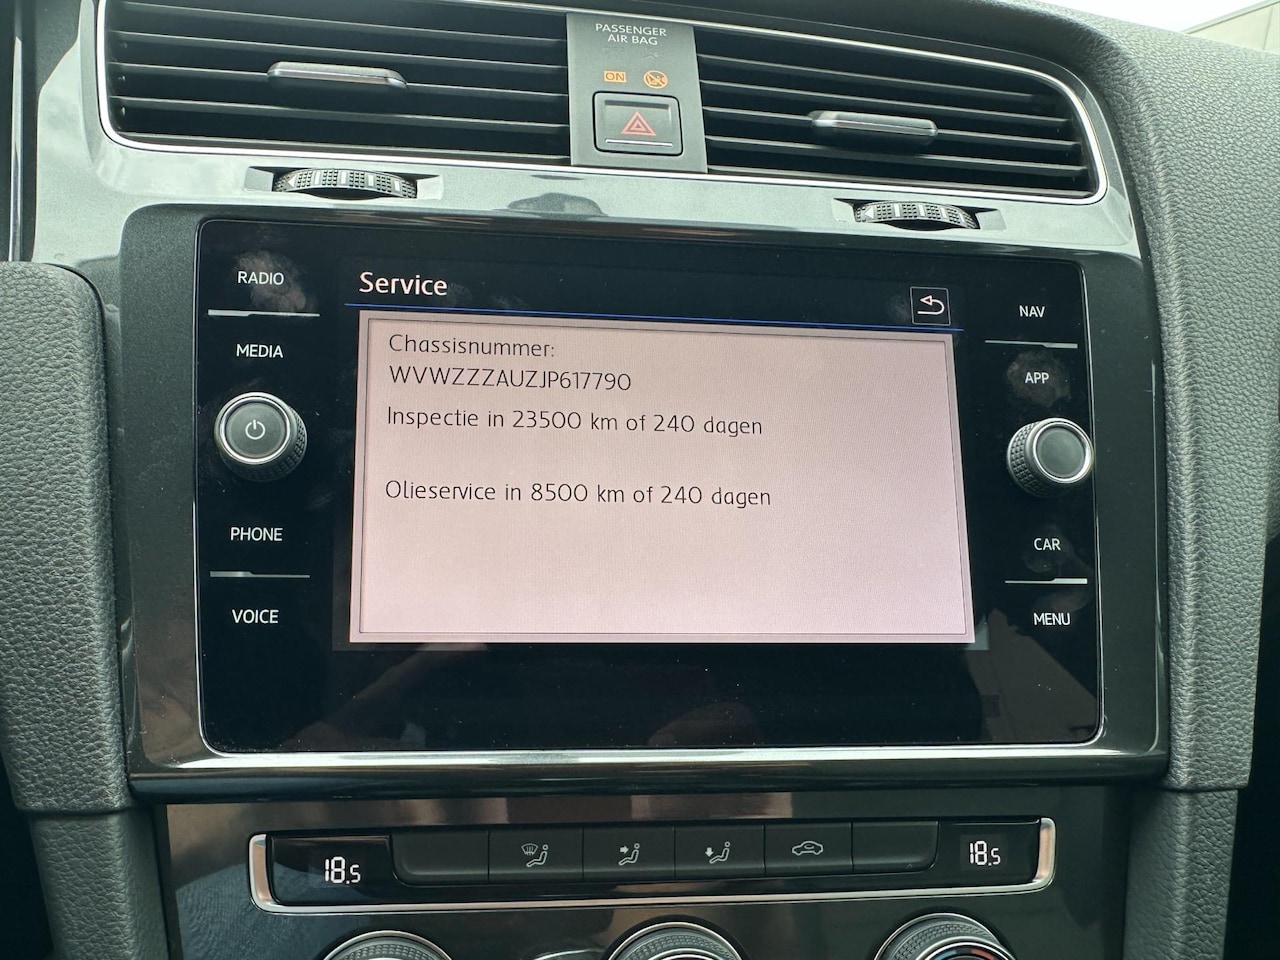 PASSENGER
AIR BAG
ON
RADIO
MEDIA
PHONE
VOICE
Service
Chassisnummer:
WVWZZZAUZJP617790
Inspectie in 23500 km of 240 dagen
Olieservice in 8500 km of 240 dagen
NAV
APP
CAR
MENU
18.5
18.5